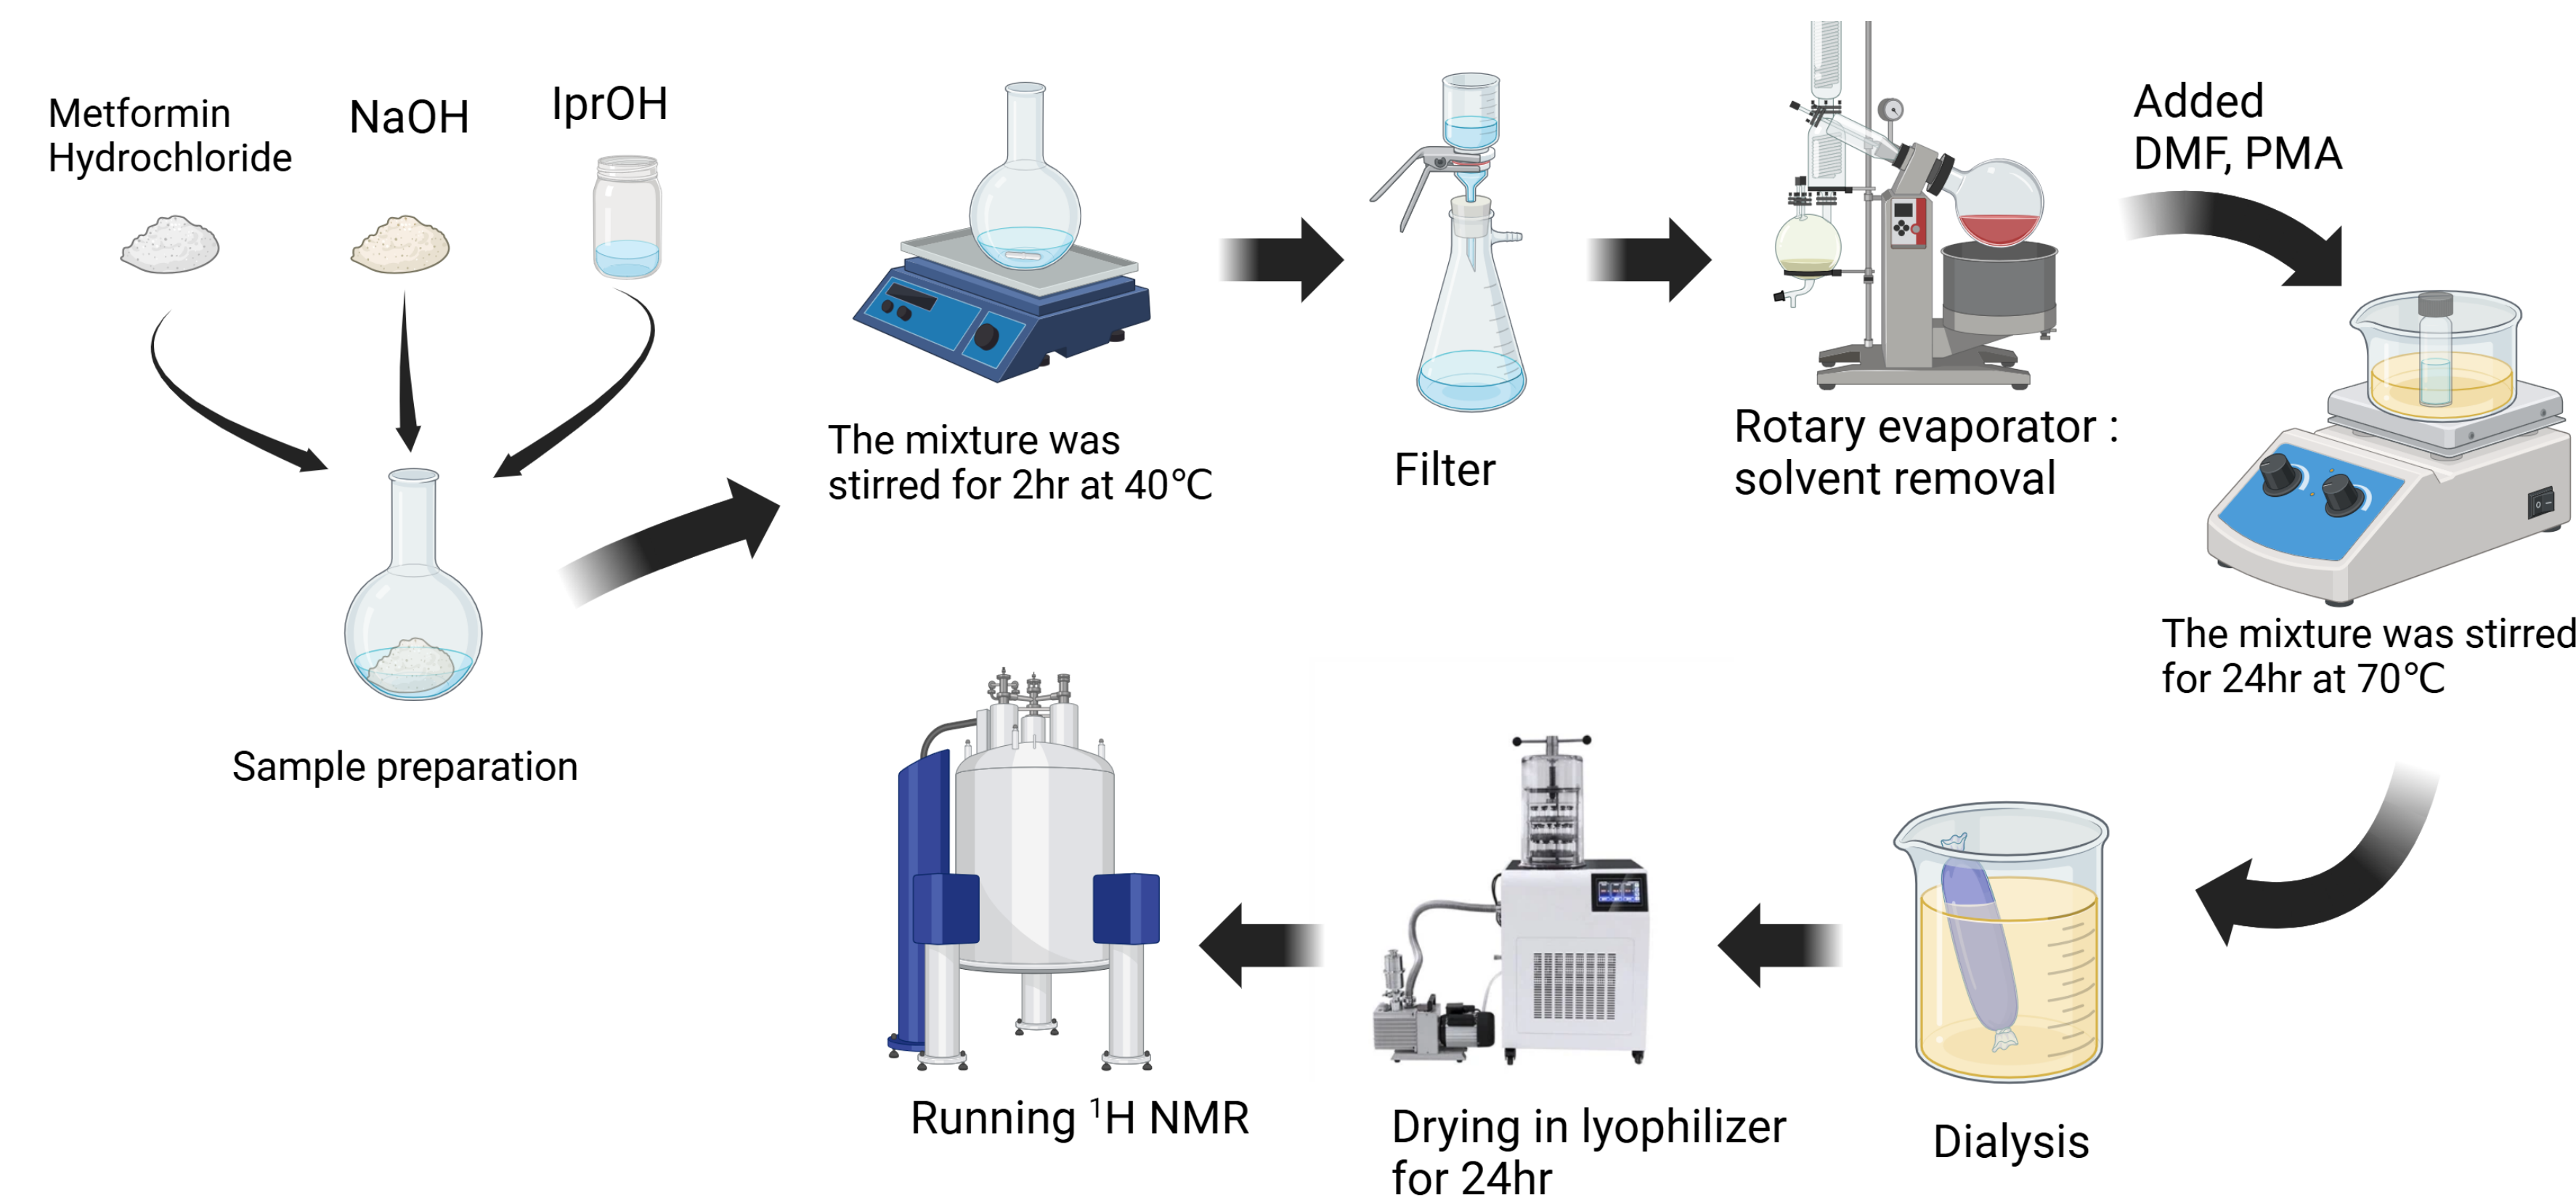 Metformin
Hydrochloride
NaOH
IprOH
Sample preparation
The mixture was
stirred for 2hr at 40℃
Filter
Rotary evaporator :
solvent removal
Added
DMF, PMA
The mixture was stirred
for 24hr at 70℃
Dialysis
Drying in lyophilizer
for 24hr
Running ¹H NMR